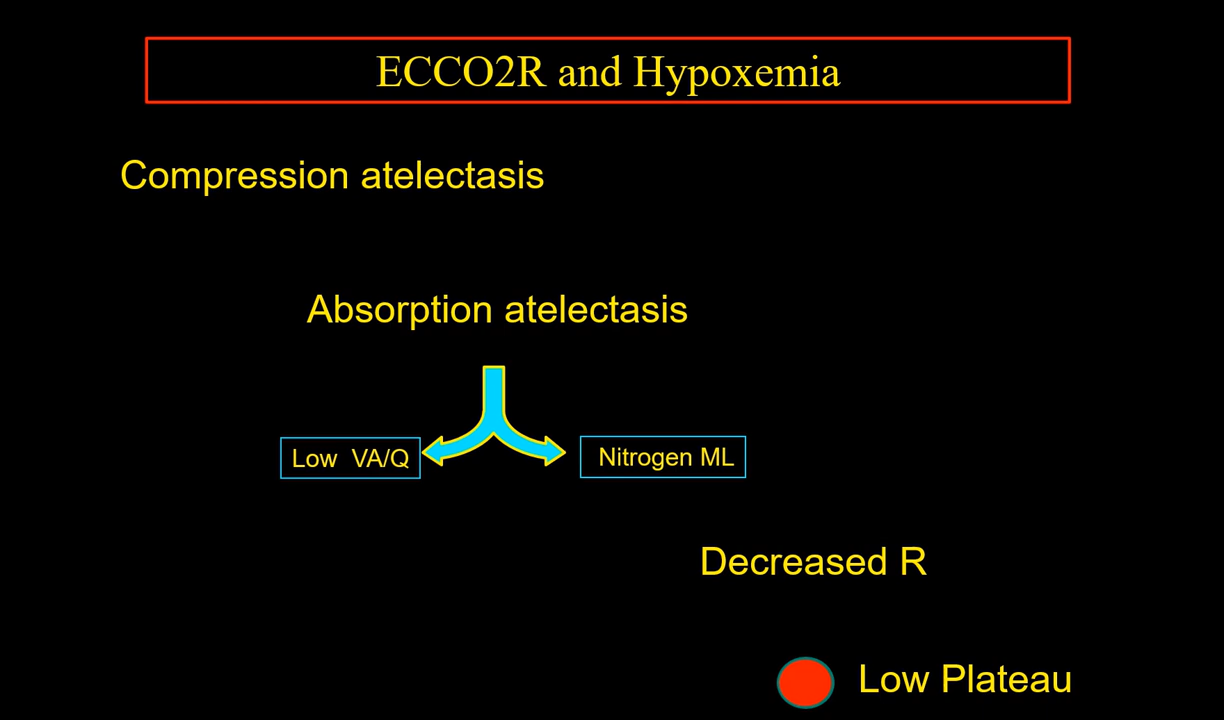 ECCO2R and Hypoxemia
Compression atelectasis
Absorption atelectasis
Low VA/Q
Nitrogen ML
Decreased R
Low Plateau